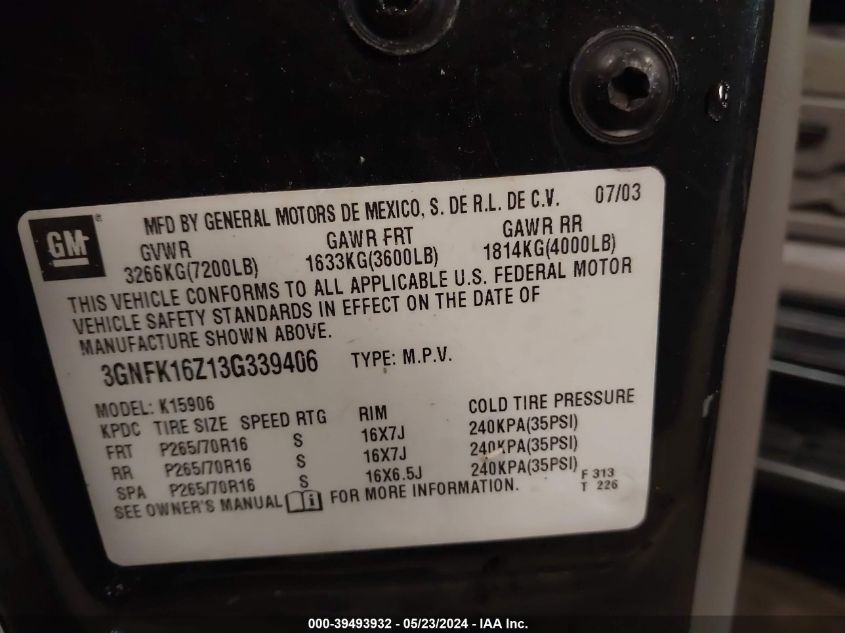 GM ® MFD BY GENERAL MOTORS DE MEXICO, S. DE R.L. DE C.V. 07/03
GVWR GAWR FRT GAWR RR
3266KG(7200LB) 1633KG(3600LB) 1814KG(4000LB)
THIS VEHICLE CONFORMS TO ALL APPLICABLE U.S. FEDERAL MOTOR
VEHICLE SAFETY STANDARDS IN EFFECT ON THE DATE OF
MANUFACTURE SHOWN ABOVE.
3GNFK16Z13G339406 TYPE: M.P.V.
MODEL: K15906
KPDC TIRE SIZE SPEED RTG RIM COLD TIRE PRESSURE
FRT P265/70R16 S 16X7J 240KPA(35PSI)
RR P265/70R16 S 16X7J 240KPA(35PSI)
SPA P265/70R16 S 16X6.5J 240KPA(35PSI)
SEE OWNER'S MANUAL i FOR MORE INFORMATION.
F 313
T 226
000-39493932 - 05/23/2024 - IAA Inc.